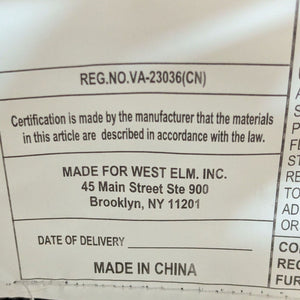 REG.NO.VA-23036(CN)
Certification is made by the manufacturer that the materials
in this article are described in accordance with the law.
MADE FOR WEST ELM. INC.
45 Main Street Ste 900
Brooklyn, NY 11201
DATE OF DELIVERY
MADE IN CHINA